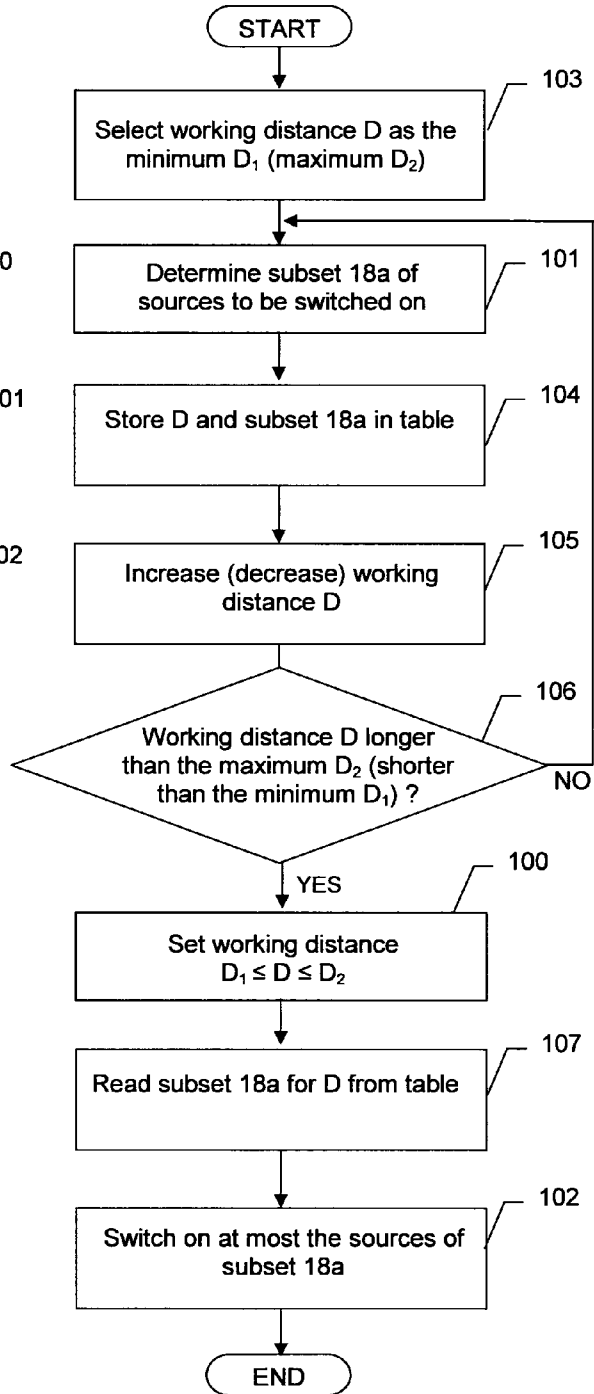 START
103
Select working distance D as the
minimum D₁ (maximum D₂)
0
Determine subset 18a of
sources to be switched on
101
01
Store D and subset 18a in table
104
02
Increase (decrease) working
distance D
105
106
Working distance D longer
than the maximum D₂ (shorter
than the minimum D₁) ?
NO
YES
100
Set working distance
D₁ ≤ D ≤ D₂
107
Read subset 18a for D from table
102
Switch on at most the sources of
subset 18a
END